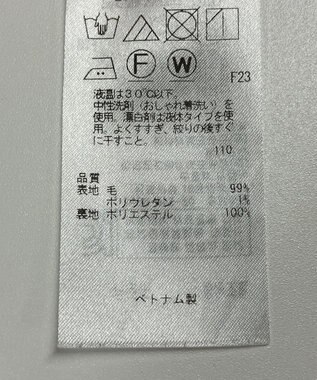 F W
F23
液温は30℃以下、
中性洗剤（おしゃれ着洗い）を
使用。漂白剤は液体タイプを使
用。よくすすぎ、絞りの後すぐ
に干すこと。
110
品質
表地 毛 99%
ポリウレタン 1%
裏地 ポリエステル 100%
ベトナム製